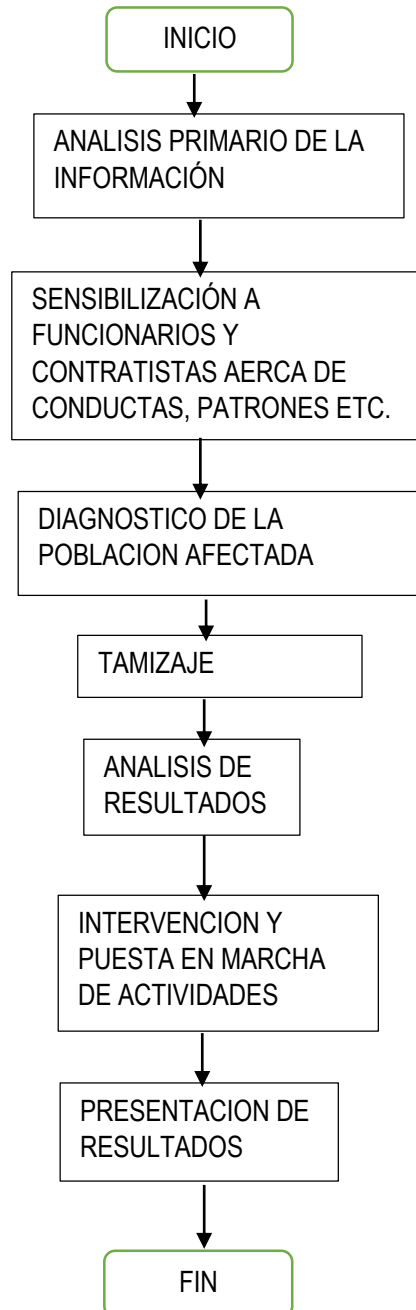 INICIO
ANALISIS PRIMARIO DE LA
INFORMACIÓN
SENSIBILIZACIÓN A
FUNCIONARIOS Y
CONTRATISTAS AERCA DE
CONDUCTAS, PATRONES ETC.
DIAGNOSTICO DE LA
POBLACION AFECTADA
TAMIZAJE
ANALISIS DE
RESULTADOS
INTERVENCION Y
PUESTA EN MARCHA
DE ACTIVIDADES
PRESENTACION DE
RESULTADOS
FIN